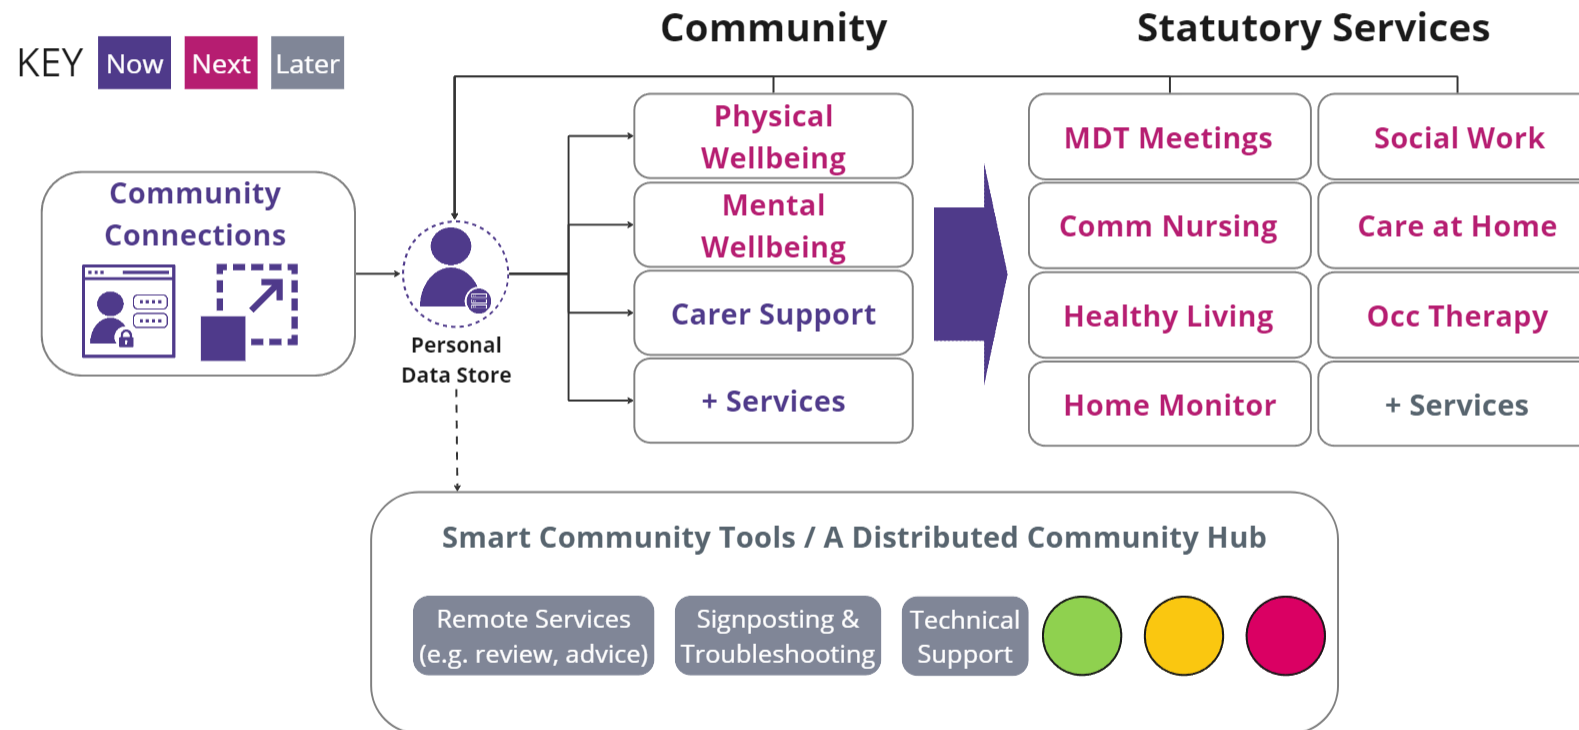 Community
Statutory Services
KEY
Now
Next
Later
Community
Connections
Personal
Data Store
Physical
Wellbeing
Mental
Wellbeing
Carer Support
+ Services
MDT Meetings
Social Work
Comm Nursing
Care at Home
Healthy Living
Occ Therapy
Home Monitor
+ Services
Smart Community Tools / A Distributed Community Hub
Remote Services
(e.g. review, advice)
Signposting &
Troubleshooting
Technical
Support